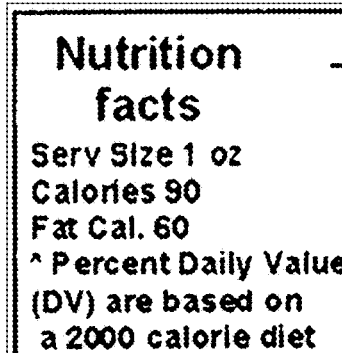 Nutrition
facts
Serv Size 1 oz
Calories 90
Fat Cal. 60
^ Percent Daily Value
(DV) are based on
a 2000 calorie diet